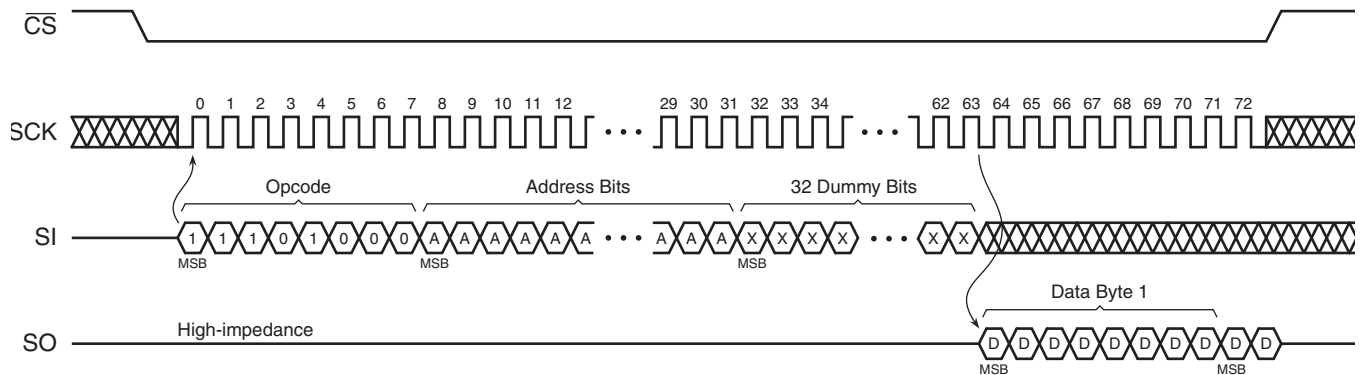 CS
0 1 2 3 4 5 6 7 8 9 10 11 12 29 30 31 32 33 34 62 63 64 65 66 67 68 69 70 71 72
SCK
Opcode Address Bits 32 Dummy Bits
SI 1 1 1 0 1 0 0 0 A A A A A A A A A X X X X X X
MSB MSB MSB
Data Byte 1
High-impedance
SO D D D D D D D D D D
MSB MSB